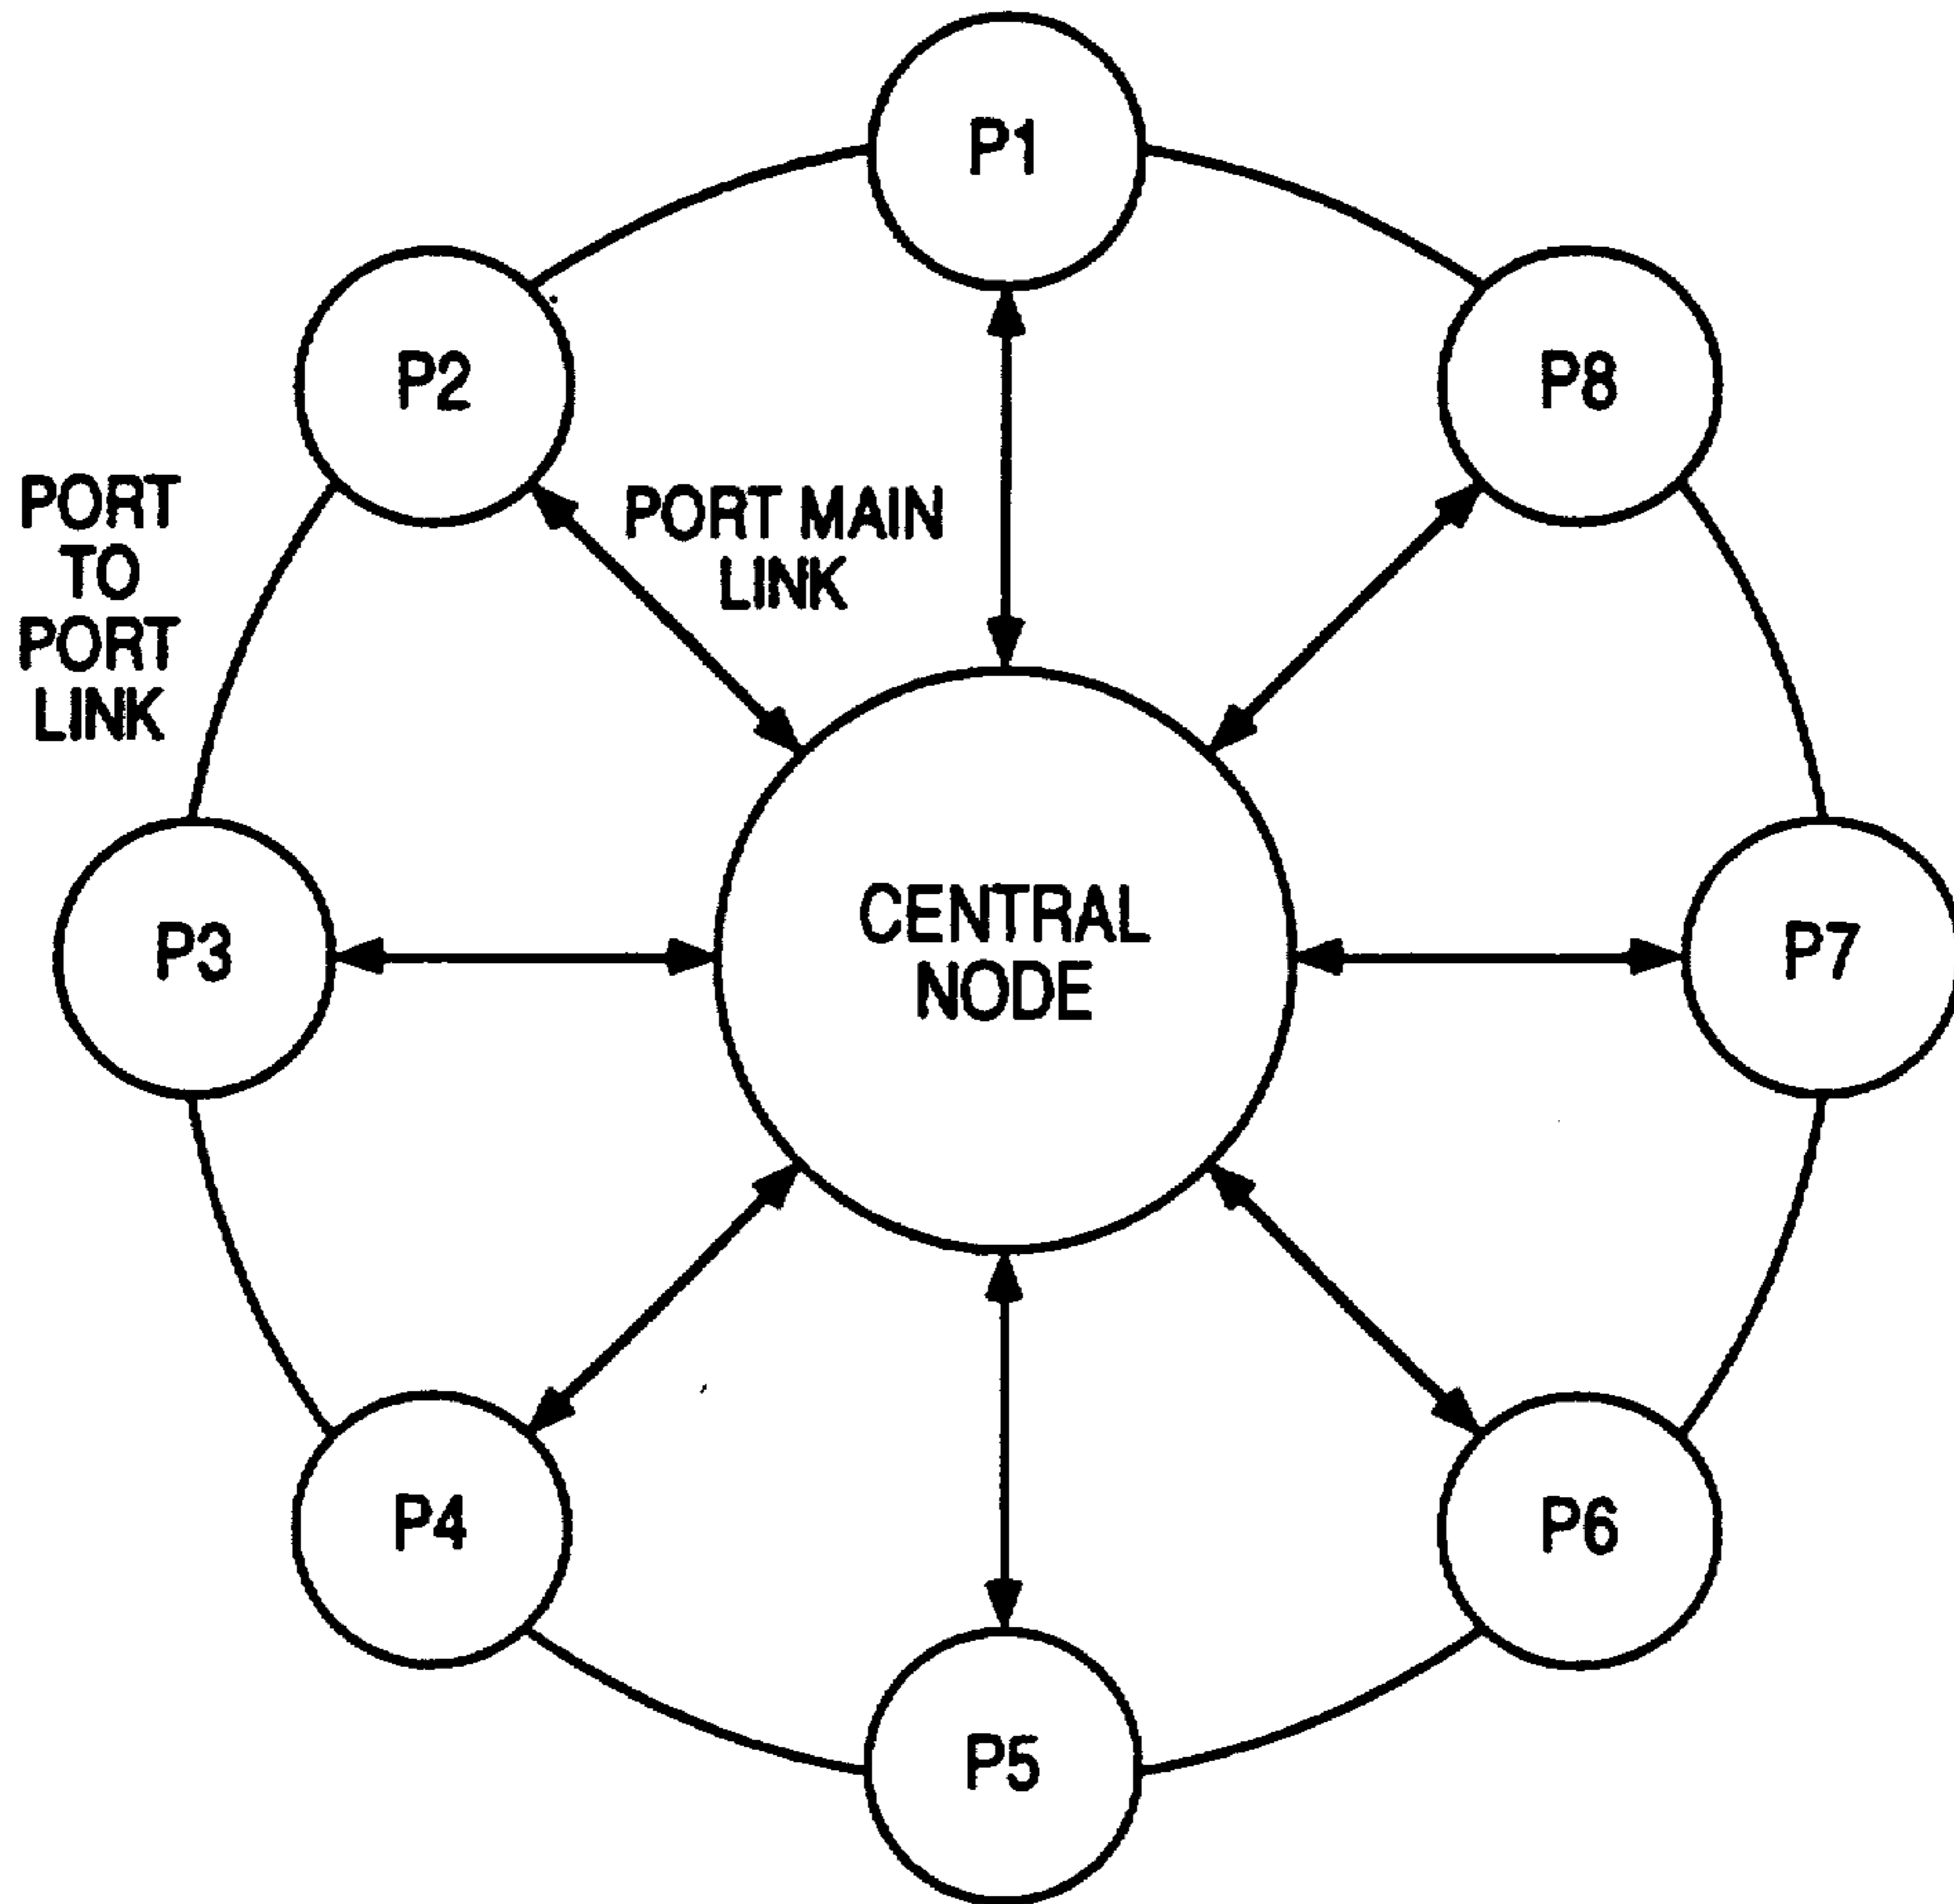 P1
P2
P8
PORT
TO
PORT
LINK
PORT MAIN
LINK
P3
CENTRAL
NODE
P7
P4
P6
P5